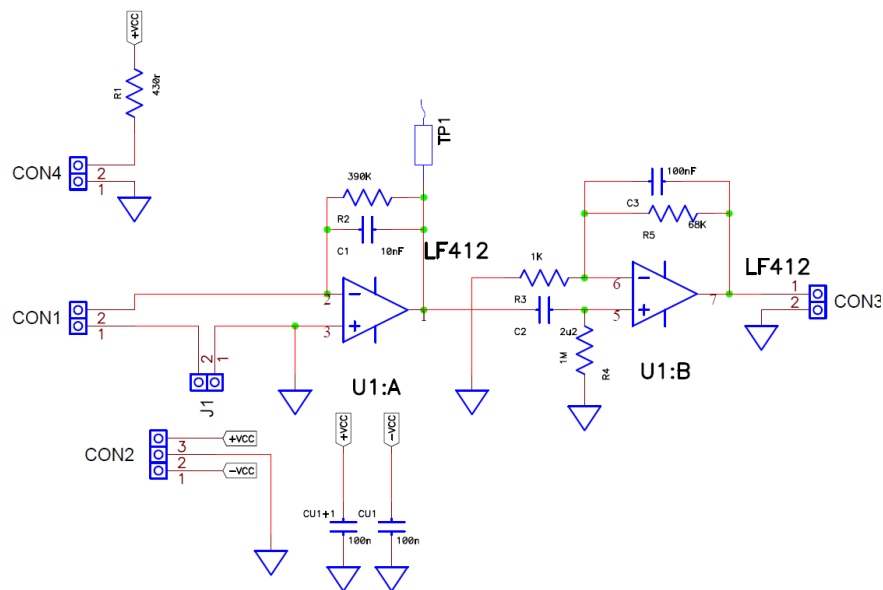 +VCC
R1
430r
CON4
2
1
TP1
390K
R2
C1
10nF
LF412
100nF
C3
68K
R5
LF412
CON1
2
1
2
3
1
1K
R3
C2
2u2
6
5
7
1
2
CON3
2
1
J1
1M
R4
U1:A
U1:B
CON2
+VCC
3
2
-VCC
1
+VCC
-VCC
CU1+1
100n
CU1
100n